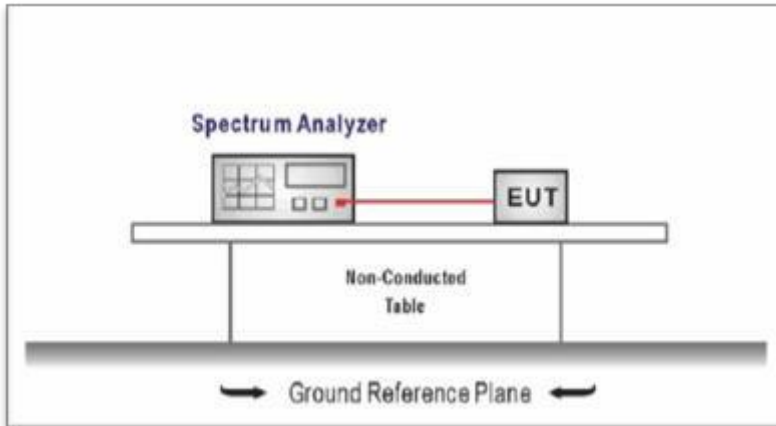 Spectrum Analyzer
EUT
Non-Conducted
Table
Ground Reference Plane